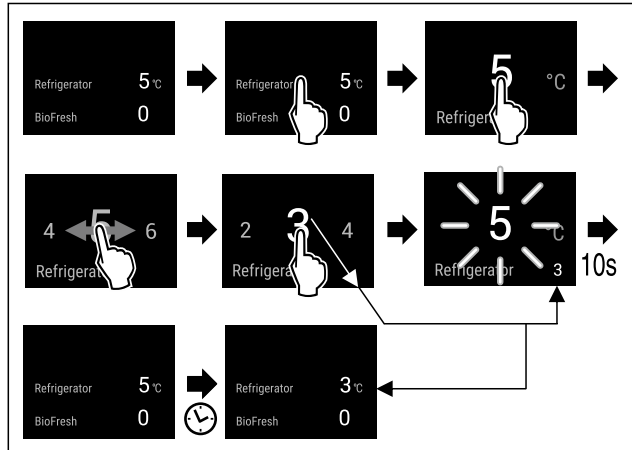 Refrigerator 5 °C
BioFresh 0
Refrigerator 5 °C
BioFresh 0
5 °C
Refriger
4 5 6
Refrigera
2 3 4
Refrigera
5 °C
Refrigerator 3
10s
Refrigerator 5 °C
BioFresh 0
Refrigerator 3 °C
BioFresh 0